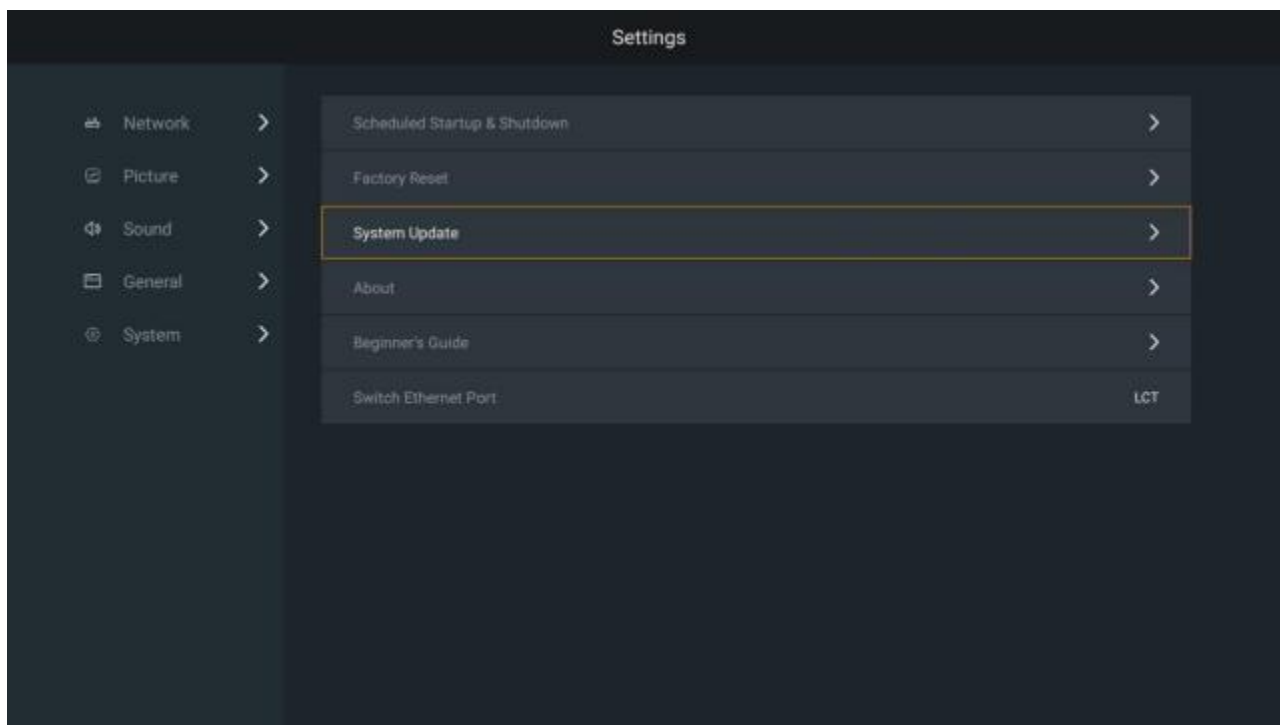 Settings
Network
Picture
Sound
General
System
Scheduled Startup & Shutdown
Factory Reset
System Update
About
Beginner's Guide
Switch Ethernet Port LCT